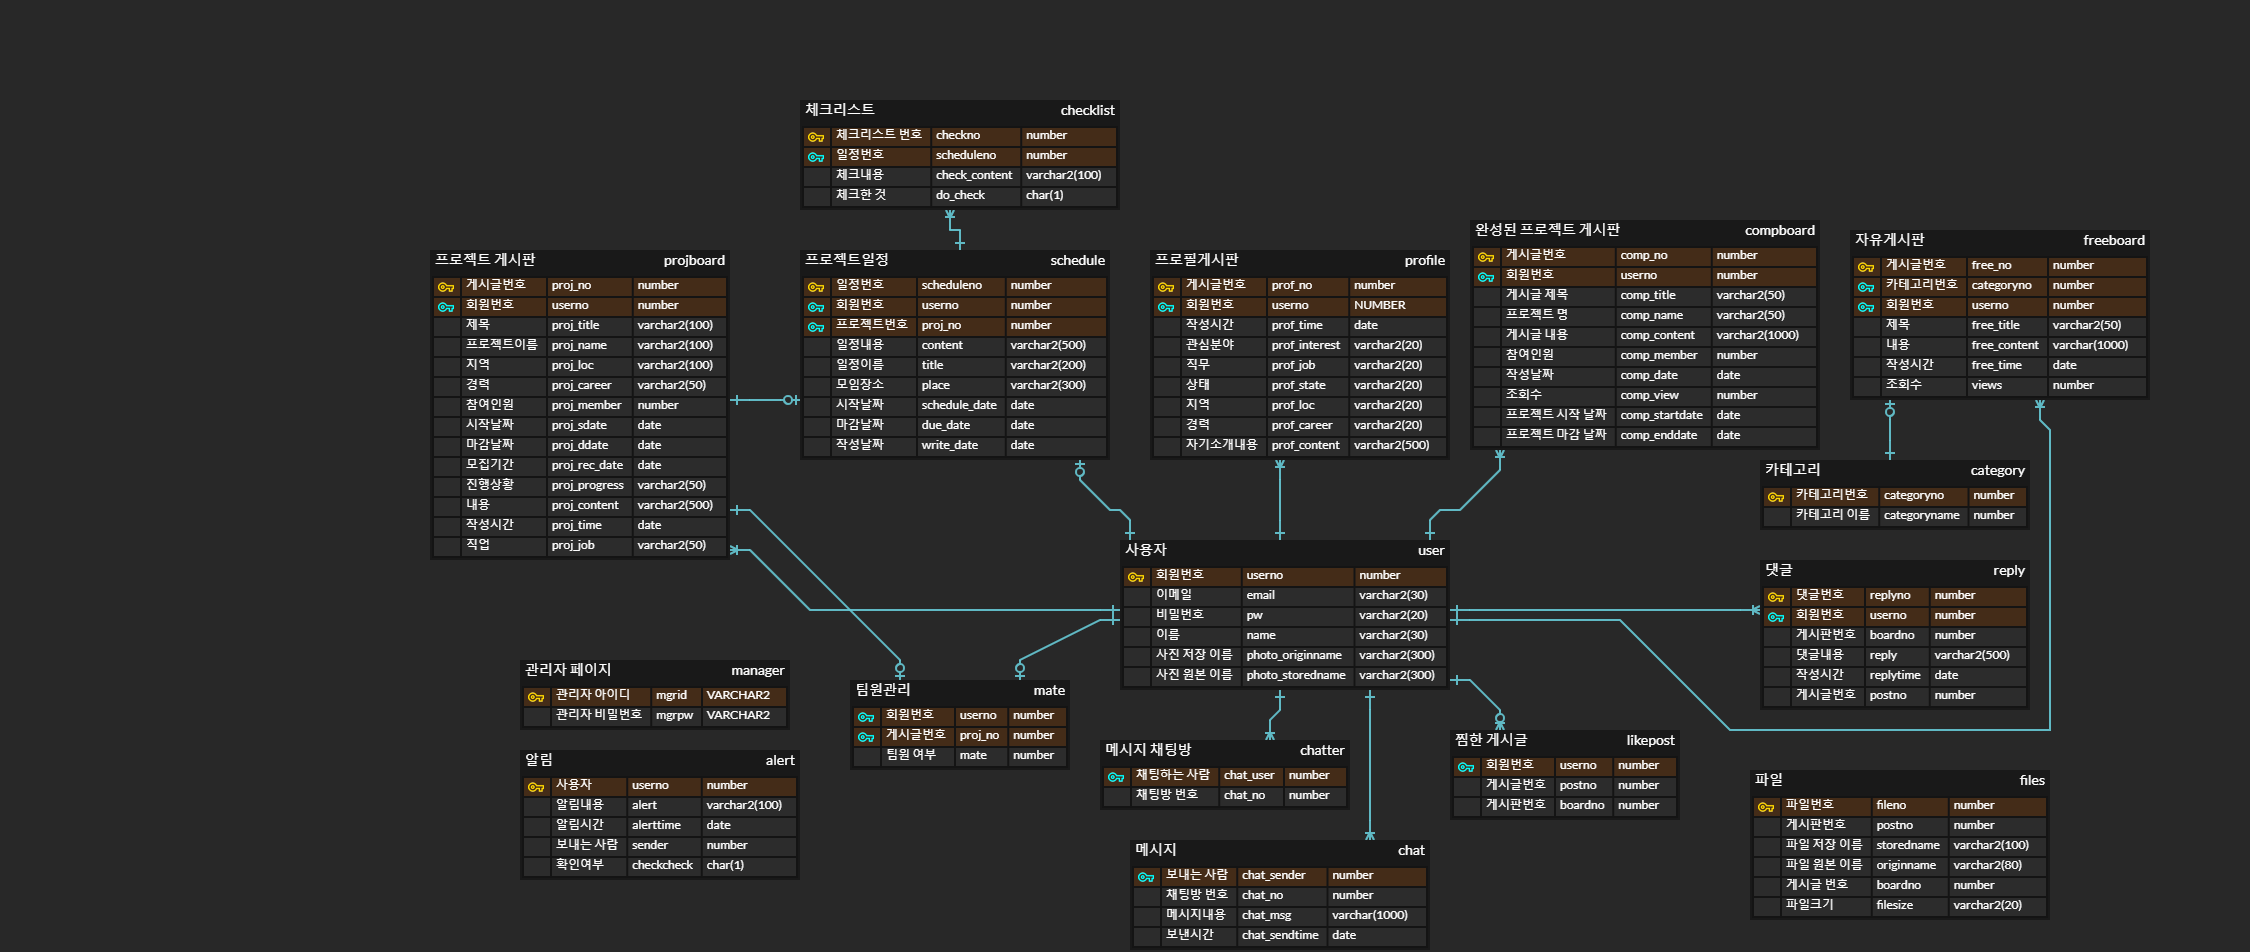 체크리스트 checklist
체크리스트 번호 checkno number
일정번호 scheduleno number
체크내용 check_content varchar2(100)
체크한 것 do_check char(1)
프로젝트 게시판 projboard
게시글번호 proj_no number
회원번호 userno number
제목 proj_title varchar2(100)
프로젝트이름 proj_name varchar2(100)
지역 proj_loc varchar2(100)
경력 proj_career varchar2(50)
참여인원 proj_member number
시작날짜 proj_sdate date
마감날짜 proj_ddate date
모집기간 proj_rec_date date
진행상황 proj_progress varchar2(50)
내용 proj_content varchar2(500)
작성시간 proj_time date
직업 proj_job varchar2(50)
프로젝트일정 schedule
일정번호 scheduleno number
회원번호 userno number
프로젝트번호 proj_no number
일정내용 content varchar2(500)
일정이름 title varchar2(200)
모임장소 place varchar2(300)
시작날짜 schedule_date date
마감날짜 due_date date
작성날짜 write_date date
프로필게시판 profile
게시글번호 prof_no number
회원번호 userno NUMBER
작성시간 prof_time date
관심분야 prof_interest varchar2(20)
직무 prof_job varchar2(20)
상태 prof_state varchar2(20)
지역 prof_loc varchar2(20)
경력 prof_career varchar2(20)
자기소개내용 prof_content varchar2(500)
완성된 프로젝트 게시판 compboard
게시글번호 comp_no number
회원번호 userno number
게시글 제목 comp_title varchar2(50)
프로젝트 명 comp_name varchar2(50)
게시글 내용 comp_content varchar2(1000)
참여인원 comp_member number
작성날짜 comp_date date
조회수 comp_view number
프로젝트 시작 날짜 comp_startdate date
프로젝트 마감 날짜 comp_enddate date
자유게시판 freeboard
게시글번호 free_no number
카테고리번호 categoryno number
회원번호 userno number
제목 free_title varchar2(50)
내용 free_content varchar(1000)
작성시간 free_time date
조회수 views number
카테고리 category
카테고리번호 categoryno number
카테고리 이름 categoryname number
사용자 user
회원번호 userno number
이메일 email varchar2(30)
비밀번호 pw varchar2(20)
이름 name varchar2(30)
사진 저장 이름 photo_originname varchar2(300)
사진 원본 이름 photo_storedname varchar2(300)
댓글 reply
댓글번호 replyno number
회원번호 userno number
게시판번호 boardno number
댓글내용 reply varchar2(500)
작성시간 replytime date
게시글번호 postno number
관리자 페이지 manager
관리자 아이디 mgrid VARCHAR2
관리자 비밀번호 mgrpw VARCHAR2
팀원관리 mate
회원번호 userno number
게시글번호 proj_no number
팀원 여부 mate number
알림 alert
사용자 userno number
알림내용 alert varchar2(100)
알림시간 alerttime date
보내는 사람 sender number
확인여부 checkcheck char(1)
메시지 채팅방 chatter
채팅하는 사람 chat_user number
채팅방 번호 chat_no number
찜한 게시글 likepost
회원번호 userno number
게시글번호 postno number
게시판번호 boardno number
메시지 chat
보내는 사람 chat_sender number
채팅방 번호 chat_no number
메시지내용 chat_msg varchar(1000)
보낸시간 chat_sendtime date
파일 files
파일번호 fileno number
게시판번호 postno number
파일 저장 이름 storedname varchar2(100)
파일 원본 이름 originname varchar2(80)
게시글 번호 boardno number
파일크기 filesize varchar2(20)